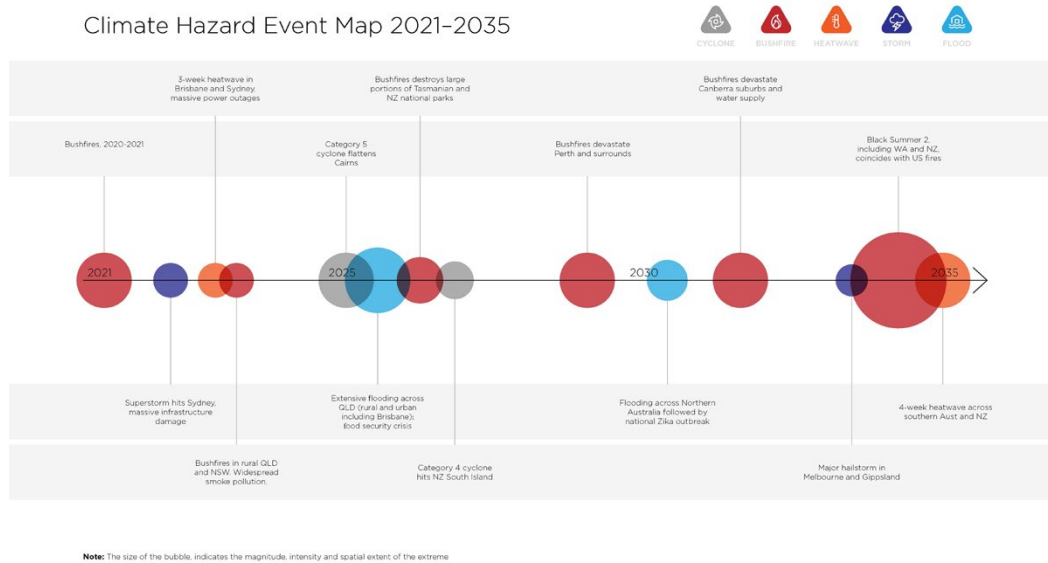 Climate Hazard Event Map 2021–2035
CYCLONE
BUSHFIRE
HEATWAVE
STORM
FLOOD
3-week heatwave in
Brisbane and Sydney,
massive power outages
Bushfires destroys large
portions of Tasmanian and
NZ national parks
Bushfires devastate
Canberra suburbs and
water supply
Bushfires, 2020-2021
Category 5
cyclone flattens
Cairns
Bushfires devastate
Perth and surrounds
Black Summer 2,
including WA and NZ,
coincides with US fires
2021
2025
2030
2035
Superstorm hits Sydney,
massive infrastructure
damage
Extensive flooding across
QLD (rural and urban
including Brisbane);
food security crisis
Flooding across Northern
Australia followed by
national Zika outbreak
4-week heatwave across
southern Aust and NZ
Bushfires in rural QLD
and NSW. Widespread
smoke pollution.
Category 4 cyclone
hits NZ South Island
Major hailstorm in
Melbourne and Gippsland
Note: The size of the bubble, indicates the magnitude, intensity and spatial extent of the extreme